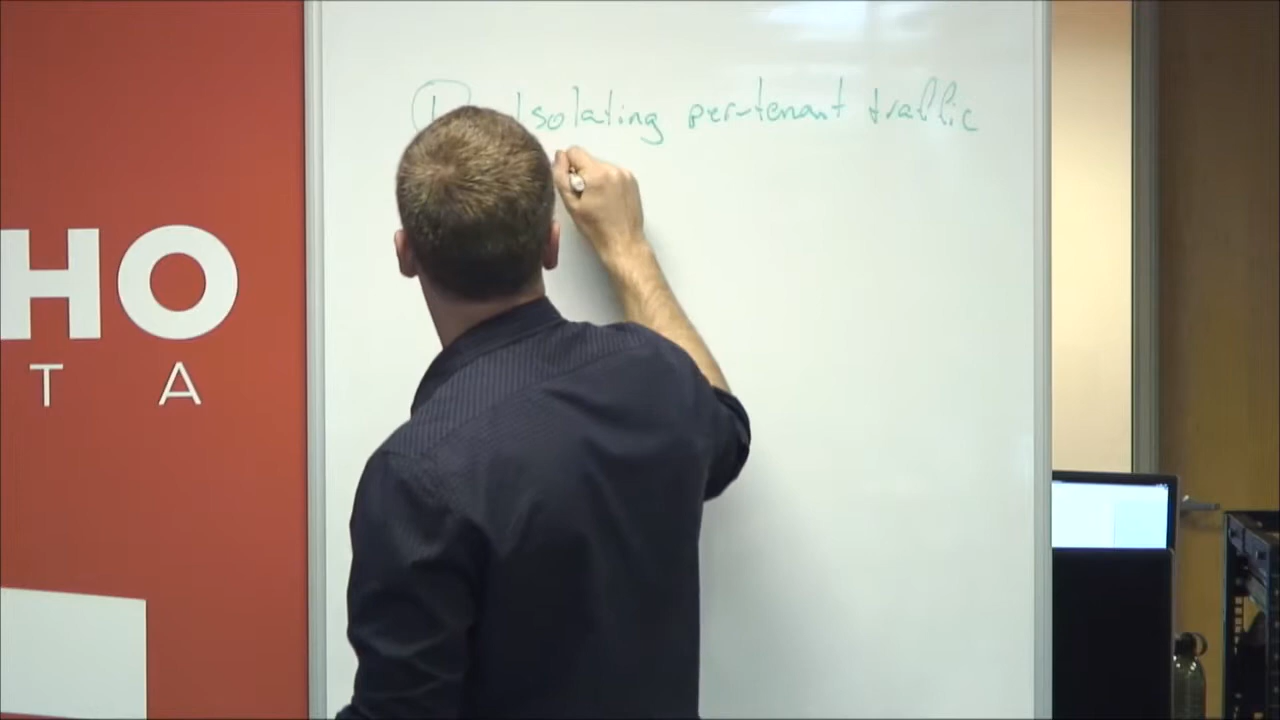 ① Isolating per-tenant traffic
HO
T A